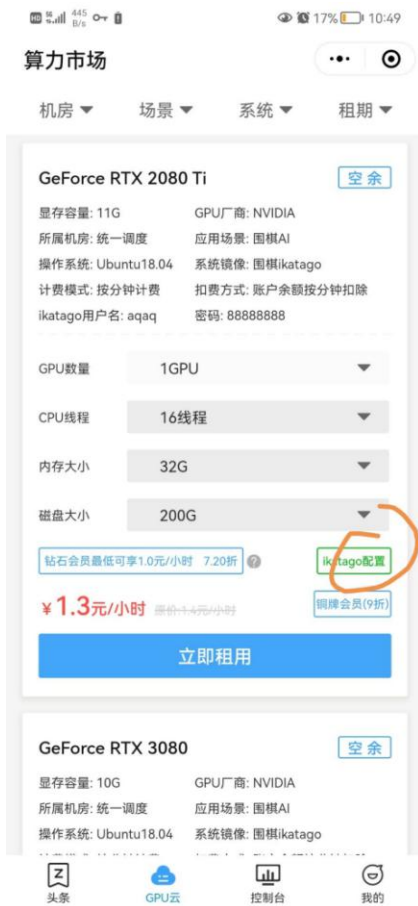 445 B/s 17% 10:49
算力市场
机房 场景 系统 租期
GeForce RTX 2080 Ti 空余
显存容量: 11G GPU厂商: NVIDIA
所属机房: 统一调度 应用场景: 围棋AI
操作系统: Ubuntu18.04 系统镜像: 围棋ikatago
计费模式: 按分钟计费 扣费方式: 账户余额按分钟扣除
ikatago用户名: aqaq 密码: 88888888
GPU数量 1GPU
CPU线程 16线程
内存大小 32G
磁盘大小 200G
钻石会员最低可享1.0元/小时 7.20折 ikatago配置
¥1.3元/小时 原价:1.4元/小时 铜牌会员(9折)
立即租用
GeForce RTX 3080 空余
显存容量: 10G GPU厂商: NVIDIA
所属机房: 统一调度 应用场景: 围棋AI
操作系统: Ubuntu18.04 系统镜像: 围棋ikatago
头条 GPU云 控制台 我的